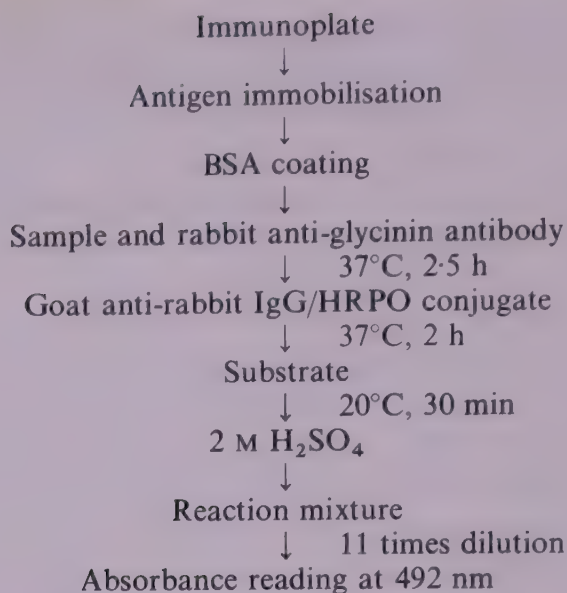 Immunoplate
↓
Antigen immobilisation
↓
BSA coating
↓
Sample and rabbit anti-glycinin antibody
↓ 37°C, 2·5 h
Goat anti-rabbit IgG/HRPO conjugate
↓ 37°C, 2 h
Substrate
↓ 20°C, 30 min
2 M H₂SO₄
↓
Reaction mixture
↓ 11 times dilution
Absorbance reading at 492 nm